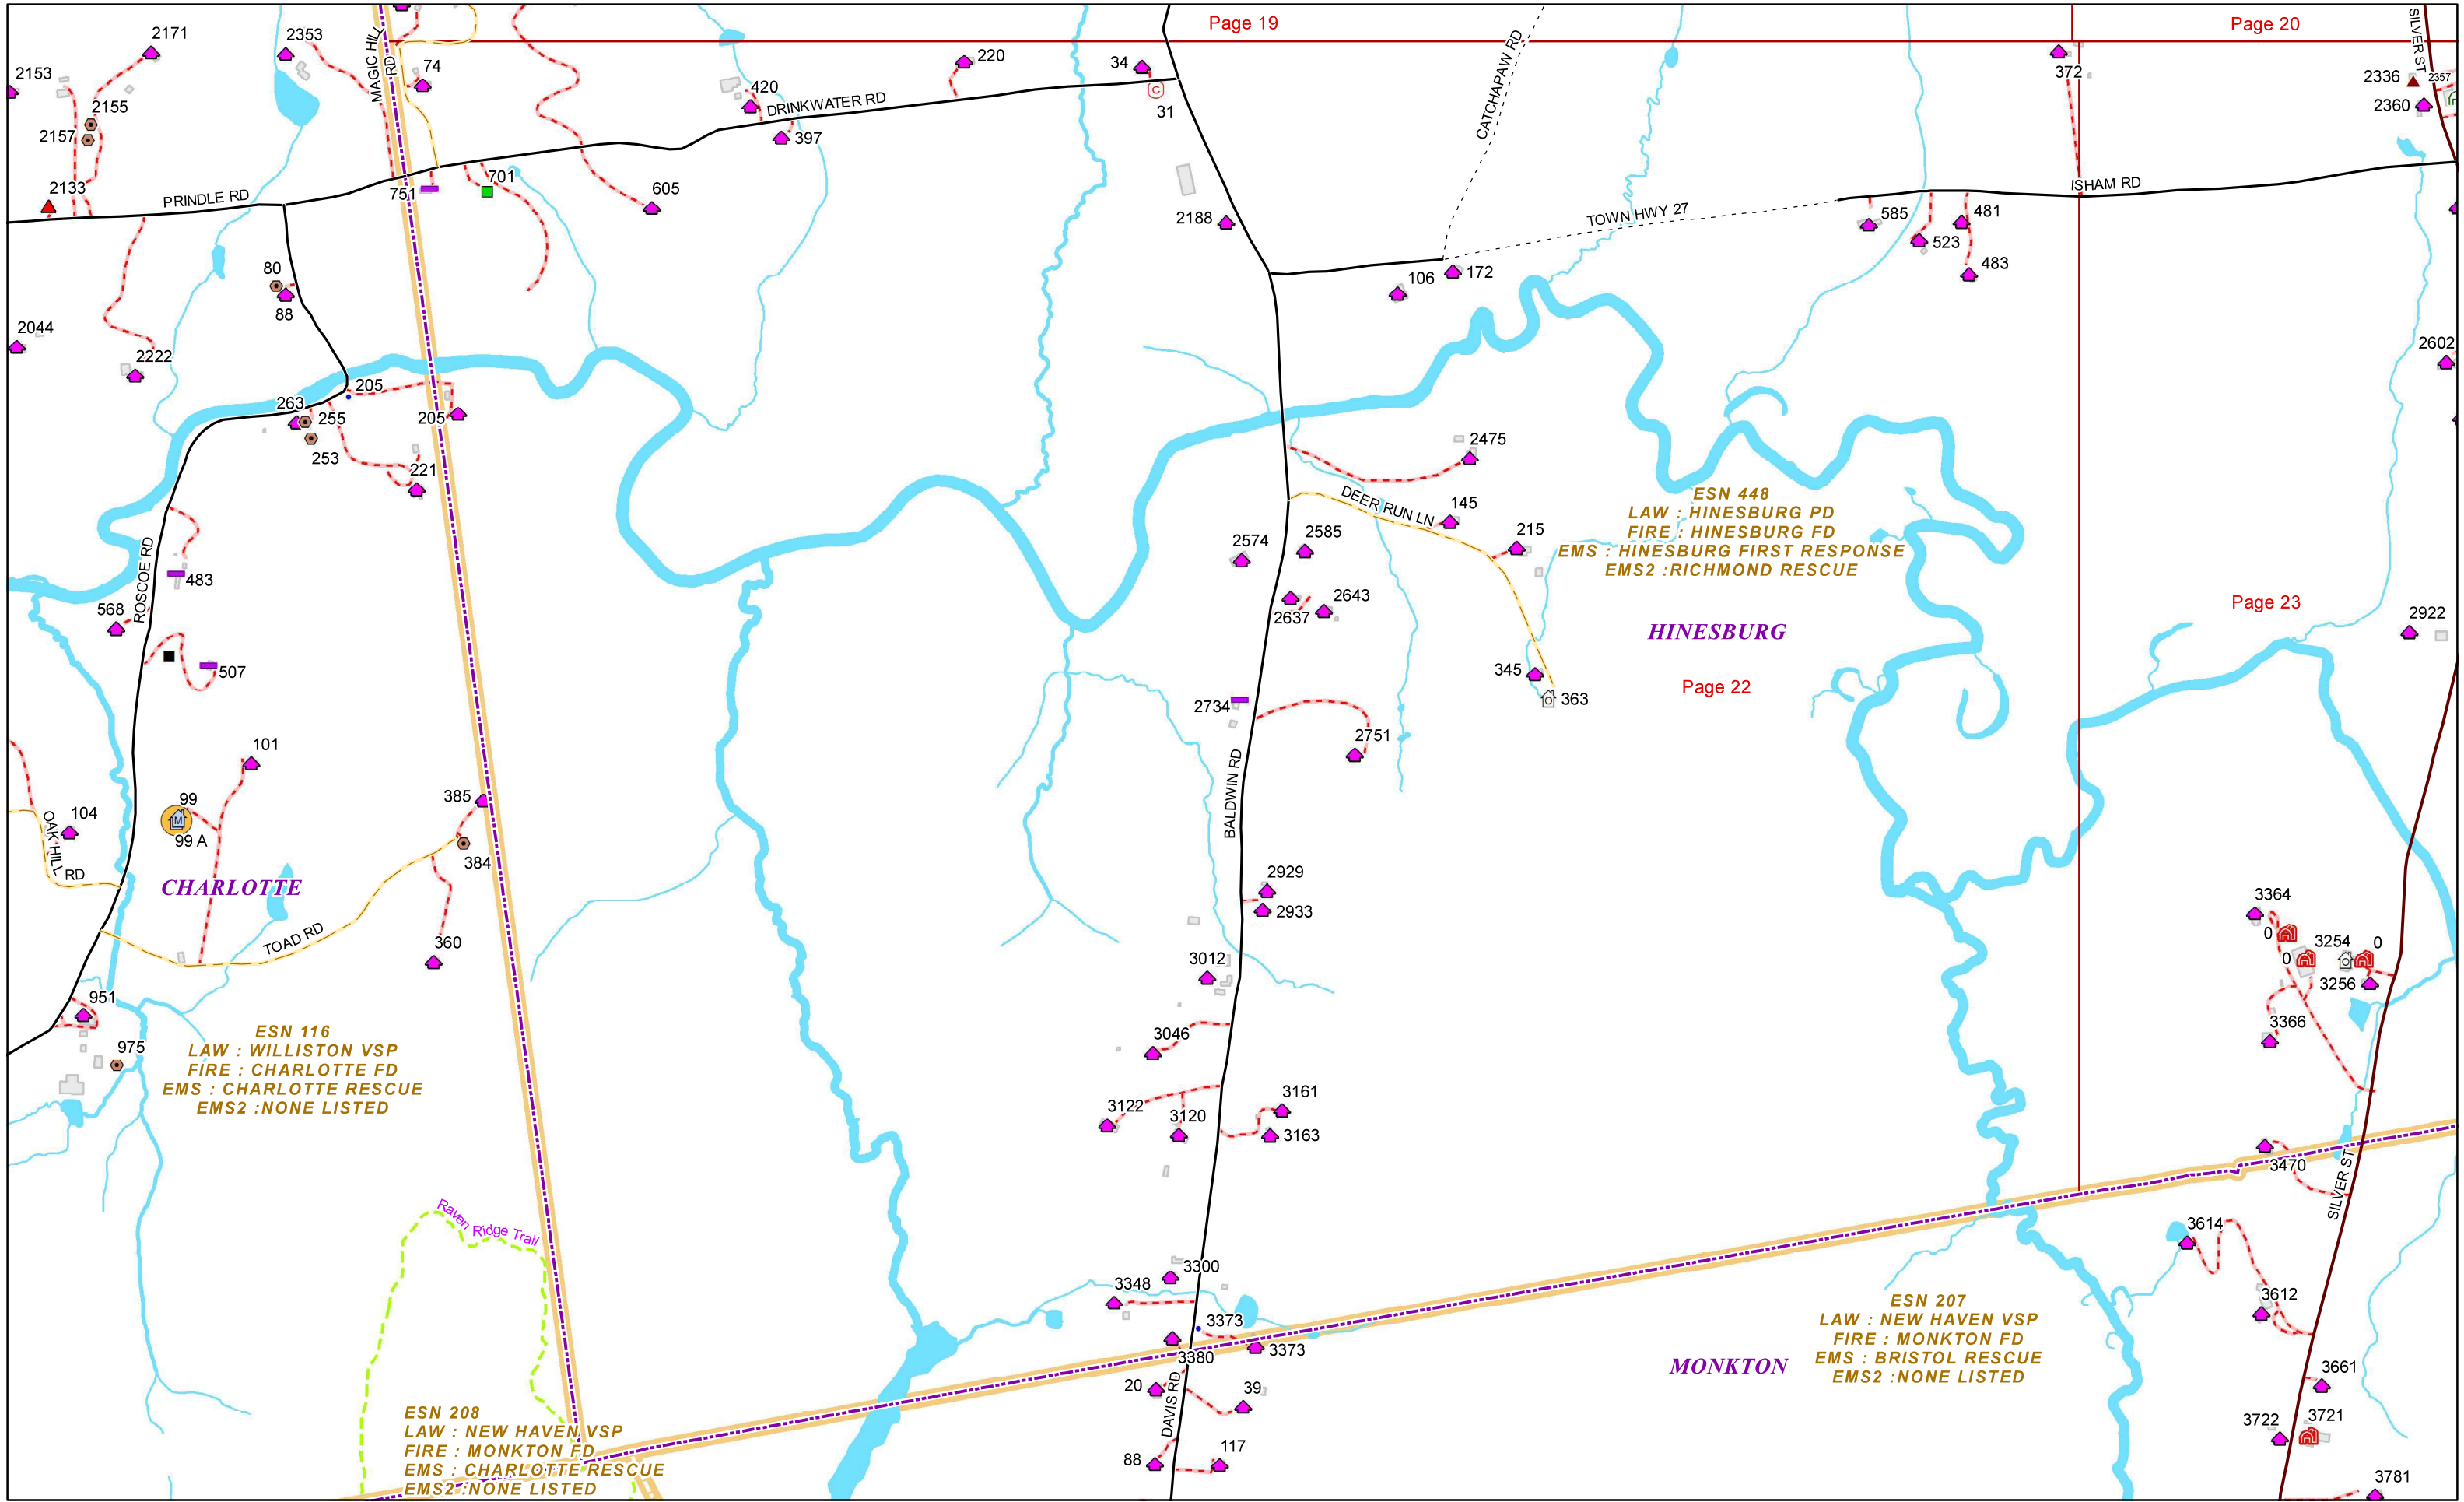 Page 19
Page 20
2171
2353
MAGIC HILL
RD
74
220
34
CATCHAPAW RD
SILVER ST
2153
420
DRINKWATER RD
31
372
2336
2357
2360
2155
2157
397
2133
PRINDLE RD
751
701
605
2188
TOWN HWY 27
ISHAM RD
585
523
481
483
80
88
106
172
2044
2222
2602
205
263
255
205
253
221
2475
ESN 448
LAW : HINESBURG PD
FIRE : HINESBURG FD
EMS : HINESBURG FIRST RESPONSE
EMS2 :RICHMOND RESCUE
DEER RUN LN
145
215
2574
2585
ROSCOE RD
483
568
2637
2643
HINESBURG
Page 23
2922
507
345
363
Page 22
2734
2751
101
BALDWIN RD
99
99 A
104
OAK HILL
RD
385
384
CHARLOTTE
TOAD RD
360
2929
2933
3364
0
3254
0
0
3256
3012
951
3366
ESN 116
LAW : WILLISTON VSP
FIRE : CHARLOTTE FD
EMS : CHARLOTTE RESCUE
EMS2 :NONE LISTED
975
3046
3122
3120
3161
3163
3470
SILVER ST
Raven Ridge Trail
3614
3300
3348
3373
3373
3380
3612
ESN 207
LAW : NEW HAVEN VSP
FIRE : MONKTON FD
EMS : BRISTOL RESCUE
EMS2 :NONE LISTED
MONKTON
20
39
DAVIS RD
3661
3722
3721
ESN 208
LAW : NEW HAVEN VSP
FIRE : MONKTON FD
EMS : CHARLOTTE RESCUE
EMS2 :NONE LISTED
88
117
3781